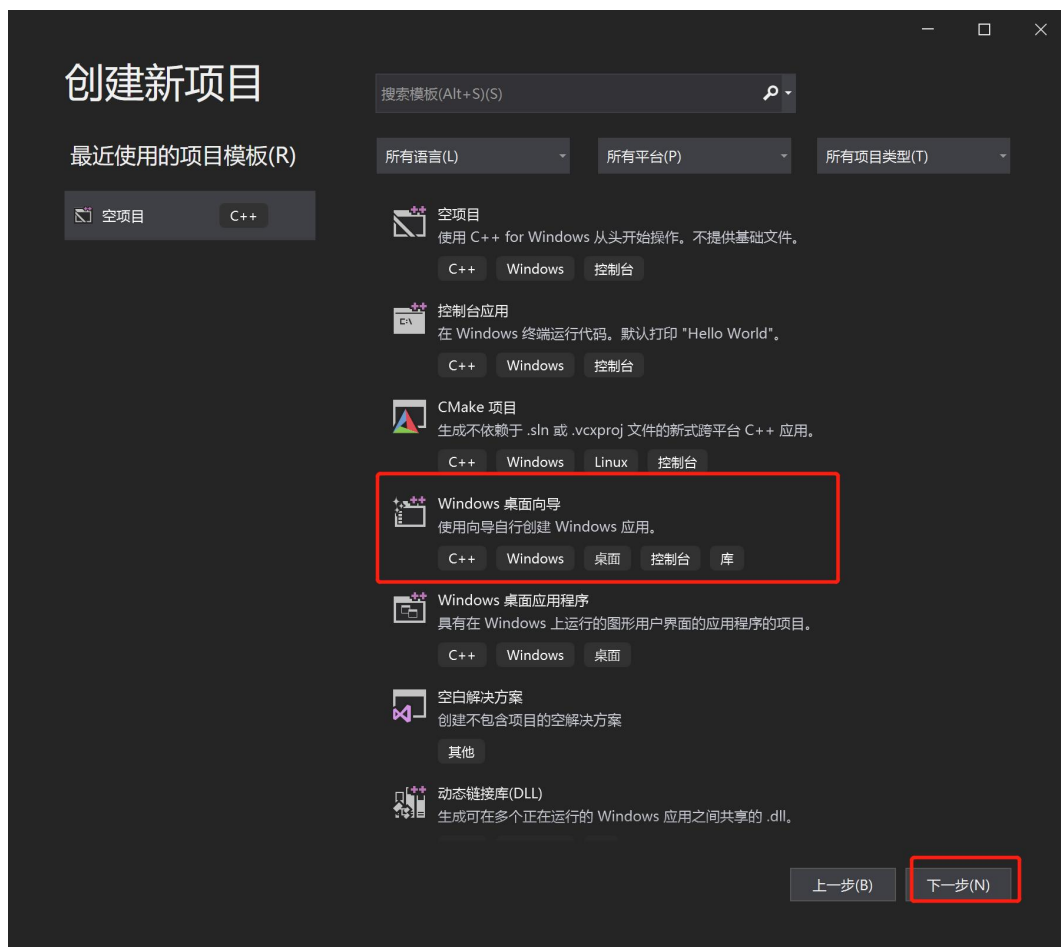 创建新项目
搜索模板(Alt+S)(S)
最近使用的项目模板(R)
所有语言(L)
所有平台(P)
所有项目类型(T)
空项目
C++
空项目
使用 C++ for Windows 从头开始操作。不提供基础文件。
C++ Windows 控制台
控制台应用
在 Windows 终端运行代码。默认打印 "Hello World"。
C++ Windows 控制台
CMake 项目
生成不依赖于 .sln 或 .vcxproj 文件的新式跨平台 C++ 应用。
C++ Windows Linux 控制台
Windows 桌面向导
使用向导自行创建 Windows 应用。
C++ Windows 桌面 控制台 库
Windows 桌面应用程序
具有在 Windows 上运行的图形用户界面的应用程序的项目。
C++ Windows 桌面
空白解决方案
创建不包含项目的空解决方案
其他
动态链接库(DLL)
生成可在多个正在运行的 Windows 应用之间共享的 .dll。
上一步(B)
下一步(N)